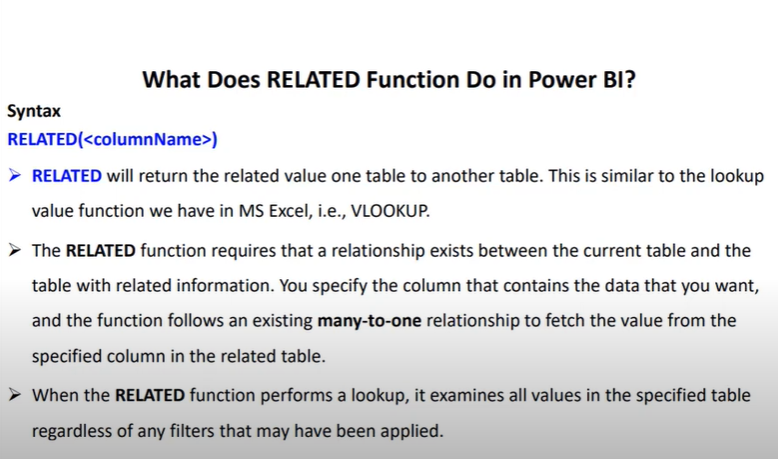 What Does RELATED Function Do in Power BI?
Syntax
RELATED(<columnName>)
➢ RELATED will return the related value one table to another table. This is similar to the lookup
value function we have in MS Excel, i.e., VLOOKUP.
➢ The RELATED function requires that a relationship exists between the current table and the
table with related information. You specify the column that contains the data that you want,
and the function follows an existing many-to-one relationship to fetch the value from the
specified column in the related table.
➢ When the RELATED function performs a lookup, it examines all values in the specified table
regardless of any filters that may have been applied.